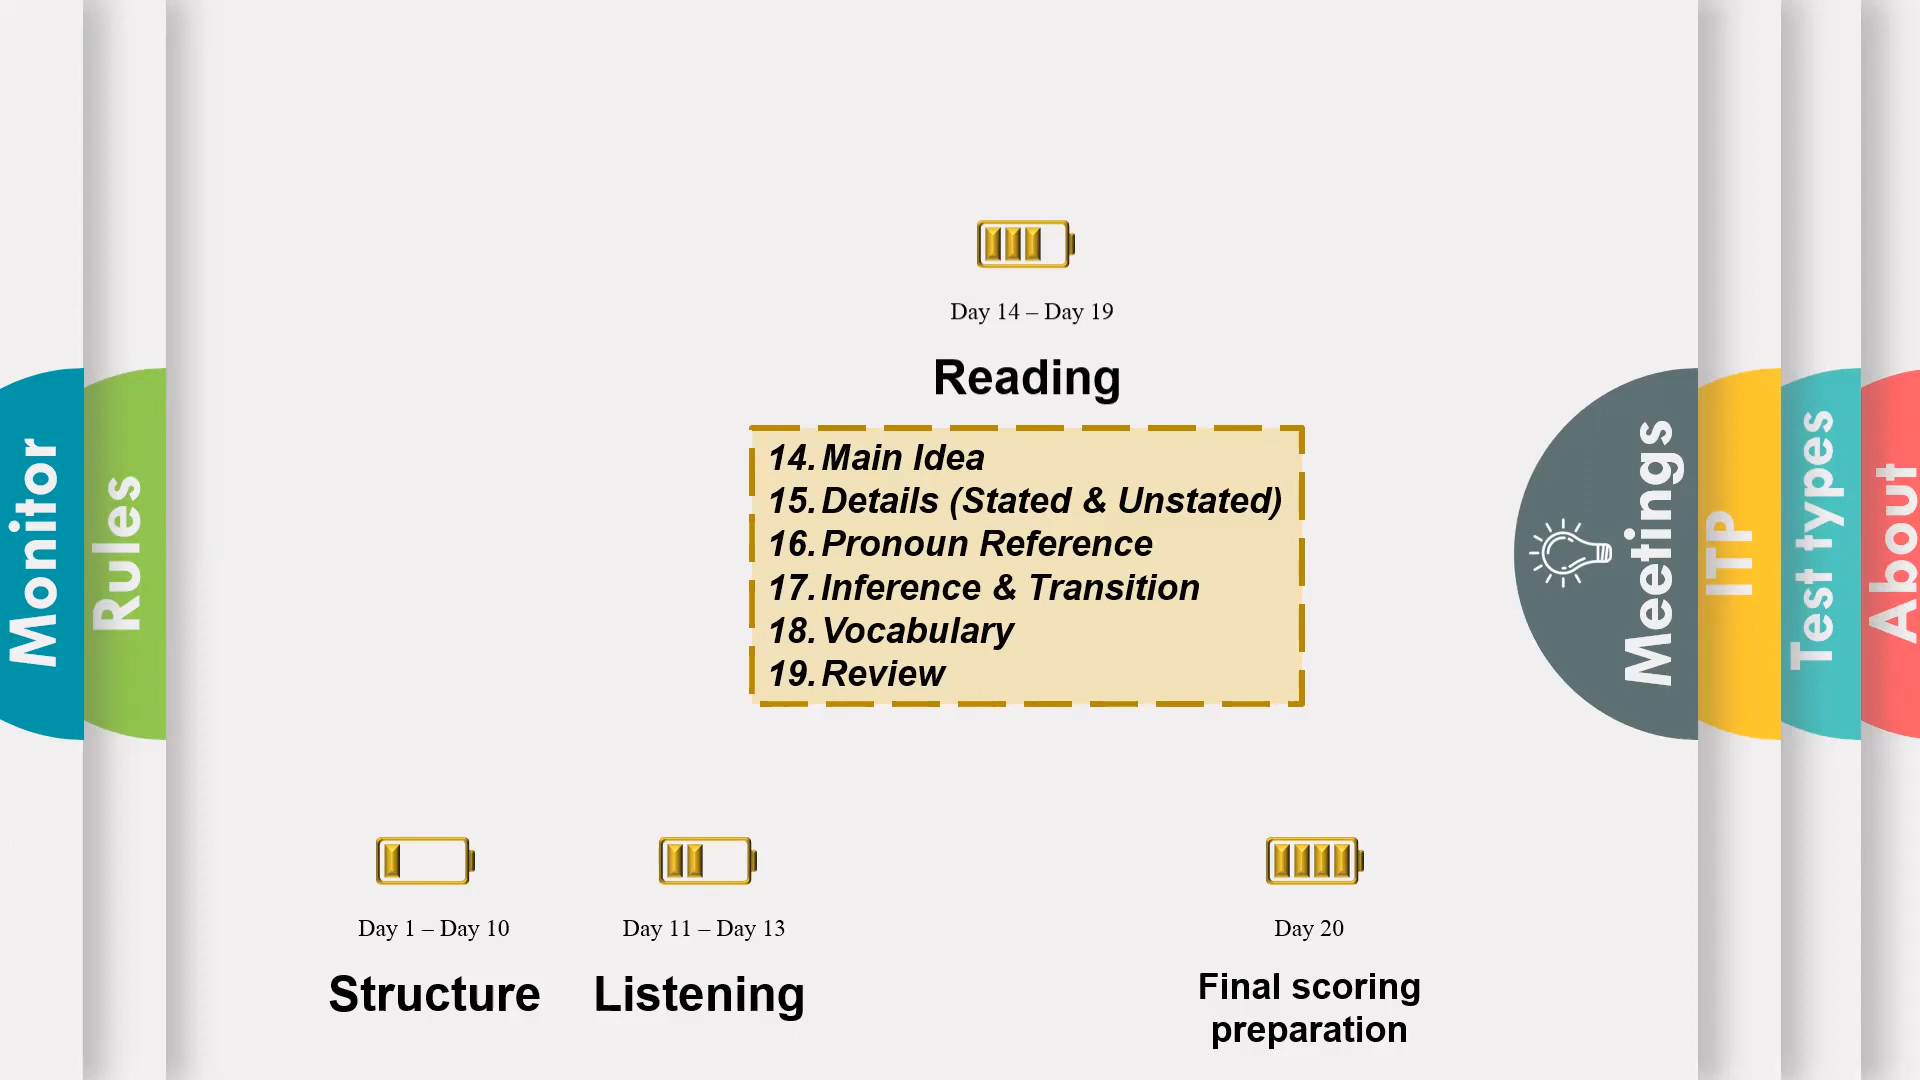 Monitor
Rules
Day 14 – Day 19
Reading
14. Main Idea
15. Details (Stated & Unstated)
16. Pronoun Reference
17. Inference & Transition
18. Vocabulary
19. Review
Day 1 – Day 10
Structure
Day 11 – Day 13
Listening
Day 20
Final scoring
preparation
Meetings
ITP
Test types
About